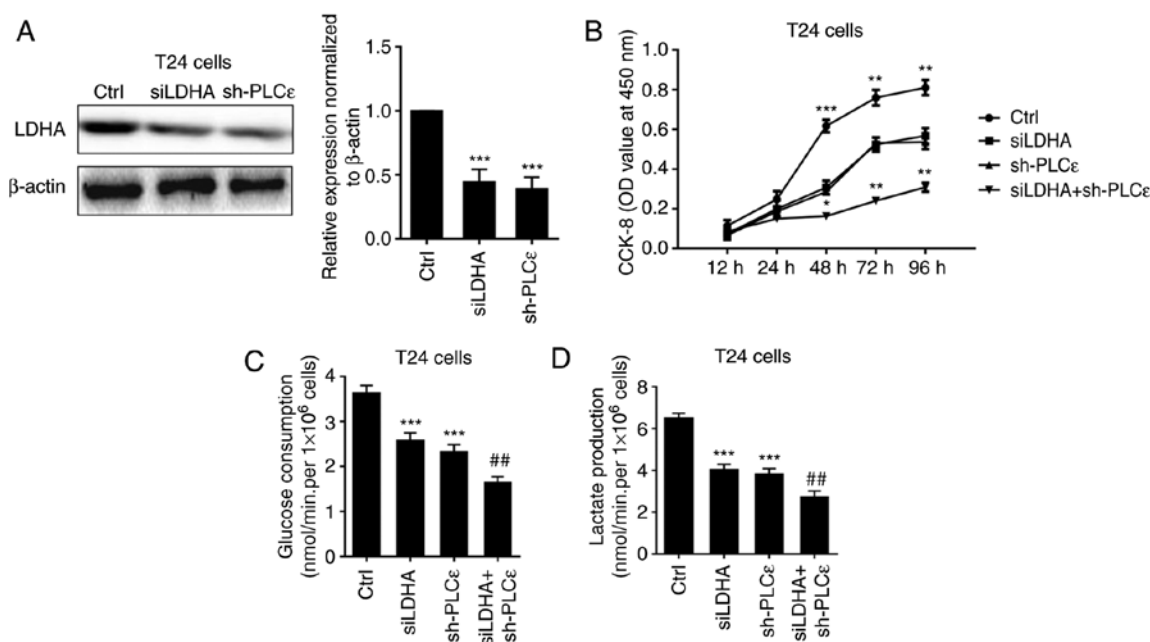 A
T24 cells
Ctrl siLDHA sh-PLCε
LDHA
β-actin
Relative expression normalized
to β-actin
1.5
1.0
0.5
0.0
***
***
Ctrl
siLDHA
sh-PLCε
B
T24 cells
CCK-8 (OD value at 450 nm)
1.0
0.8
0.6
0.4
0.2
0.0
***
**
**
*
**
**
12 h 24 h 48 h 72 h 96 h
Ctrl
siLDHA
sh-PLCε
siLDHA+sh-PLCε
C
T24 cells
Glucose consumption
(nmol/min.per 1×10⁶ cells)
4
3
2
1
0
***
***
##
Ctrl
siLDHA
sh-PLCε
siLDHA+
sh-PLCε
D
T24 cells
Lactate production
(nmol/min.per 1×10⁶ cells)
8
6
4
2
0
***
***
##
Ctrl
siLDHA
sh-PLCε
siLDHA+
sh-PLCε